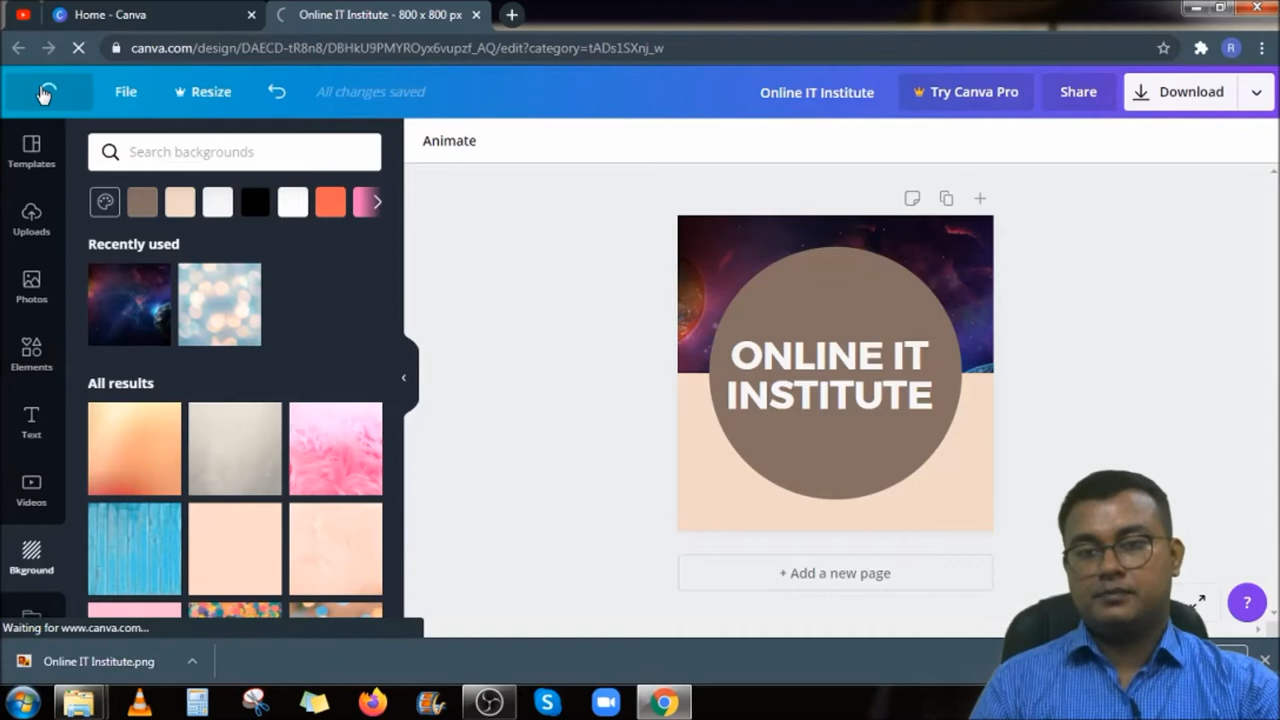 Home - Canva
Online IT Institute - 800 x 800 px
canva.com/design/DAECD-tR8n8/DBHkU9PMYROyx6vupzf_AQ/edit?category=tADs1SXnj_w
R
File
Resize
All changes saved
Online IT Institute
Try Canva Pro
Share
Download
Templates
Uploads
Photos
Elements
Text
Videos
Bkground
Search backgrounds
Recently used
All results
Animate
ONLINE IT
INSTITUTE
+ Add a new page
?
Waiting for www.canva.com...
Online IT Institute.png